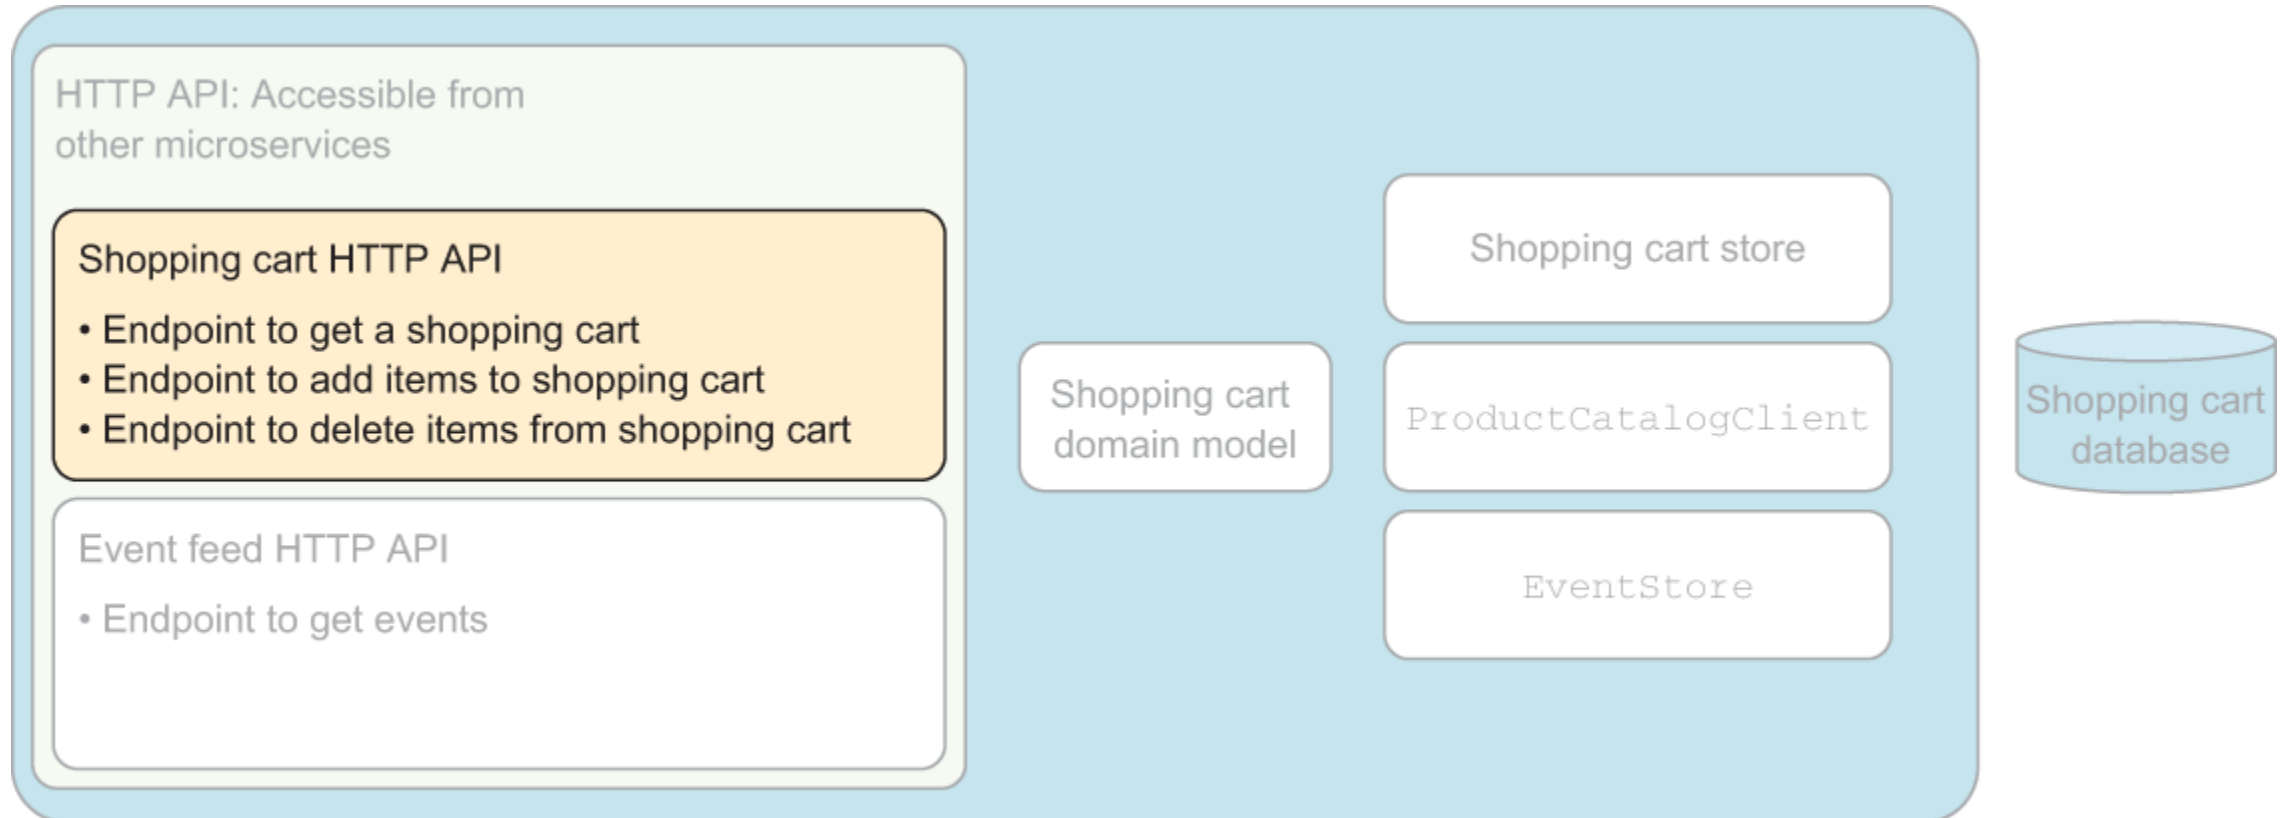 HTTP API: Accessible from
other microservices
Shopping cart HTTP API
• Endpoint to get a shopping cart
• Endpoint to add items to shopping cart
• Endpoint to delete items from shopping cart
Event feed HTTP API
• Endpoint to get events
Shopping cart
domain model
Shopping cart store
ProductCatalogClient
EventStore
Shopping cart
database